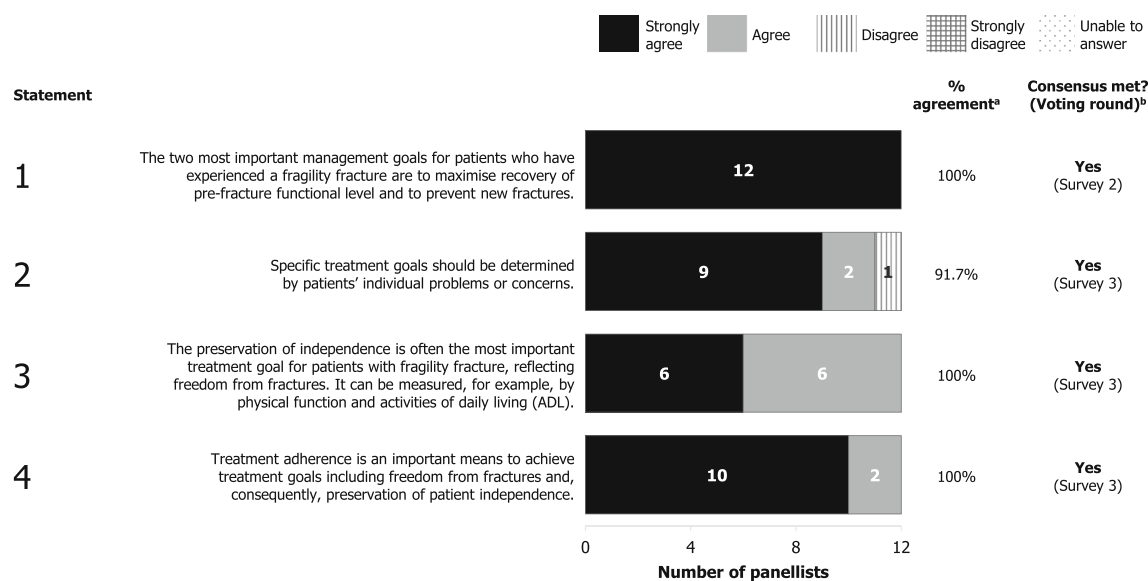 Strongly agree
Agree
Disagree
Strongly disagree
Unable to answer
Statement
% agreementᵃ
Consensus met? (Voting round)ᵇ
1
The two most important management goals for patients who have
experienced a fragility fracture are to maximise recovery of
pre-fracture functional level and to prevent new fractures.
12
100%
Yes
(Survey 2)
2
Specific treatment goals should be determined
by patients’ individual problems or concerns.
9
2
1
91.7%
Yes
(Survey 3)
3
The preservation of independence is often the most important
treatment goal for patients with fragility fracture, reflecting
freedom from fractures. It can be measured, for example, by
physical function and activities of daily living (ADL).
6
6
100%
Yes
(Survey 3)
4
Treatment adherence is an important means to achieve
treatment goals including freedom from fractures and,
consequently, preservation of patient independence.
10
2
100%
Yes
(Survey 3)
0
4
8
12
Number of panellists